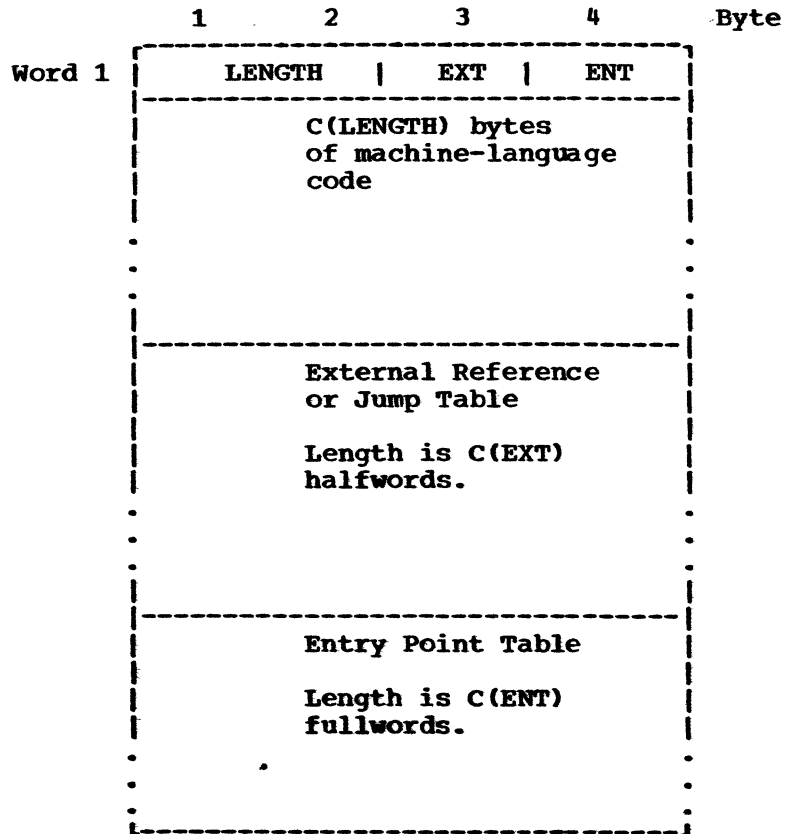 1 2 3 4 Byte
Word 1 LENGTH | EXT | ENT
C(LENGTH) bytes
of machine-language
code
External Reference
or Jump Table
Length is C(EXT)
halfwords.
Entry Point Table
Length is C(ENT)
fullwords.